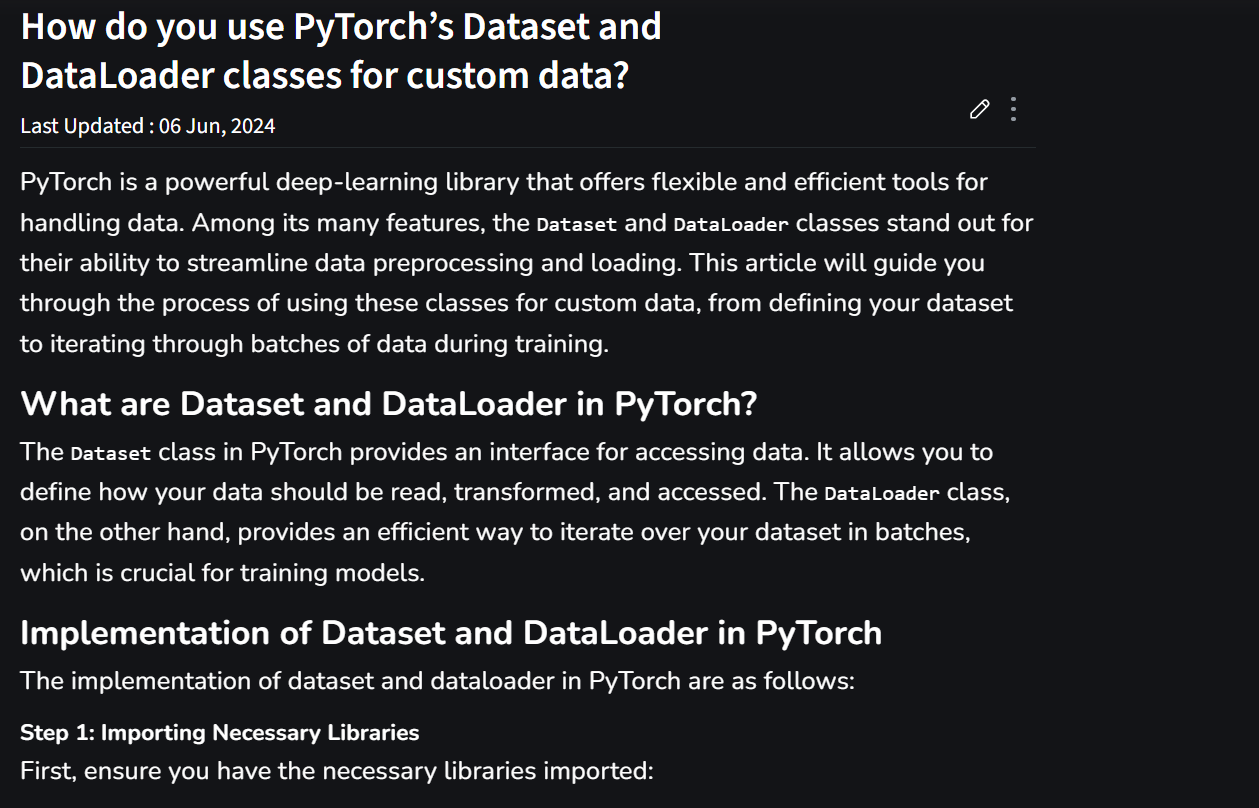 How do you use PyTorch’s Dataset and
DataLoader classes for custom data?
Last Updated : 06 Jun, 2024
PyTorch is a powerful deep-learning library that offers flexible and efficient tools for
handling data. Among its many features, the Dataset and DataLoader classes stand out for
their ability to streamline data preprocessing and loading. This article will guide you
through the process of using these classes for custom data, from defining your dataset
to iterating through batches of data during training.
What are Dataset and DataLoader in PyTorch?
The Dataset class in PyTorch provides an interface for accessing data. It allows you to
define how your data should be read, transformed, and accessed. The DataLoader class,
on the other hand, provides an efficient way to iterate over your dataset in batches,
which is crucial for training models.
Implementation of Dataset and DataLoader in PyTorch
The implementation of dataset and dataloader in PyTorch are as follows:
Step 1: Importing Necessary Libraries
First, ensure you have the necessary libraries imported: